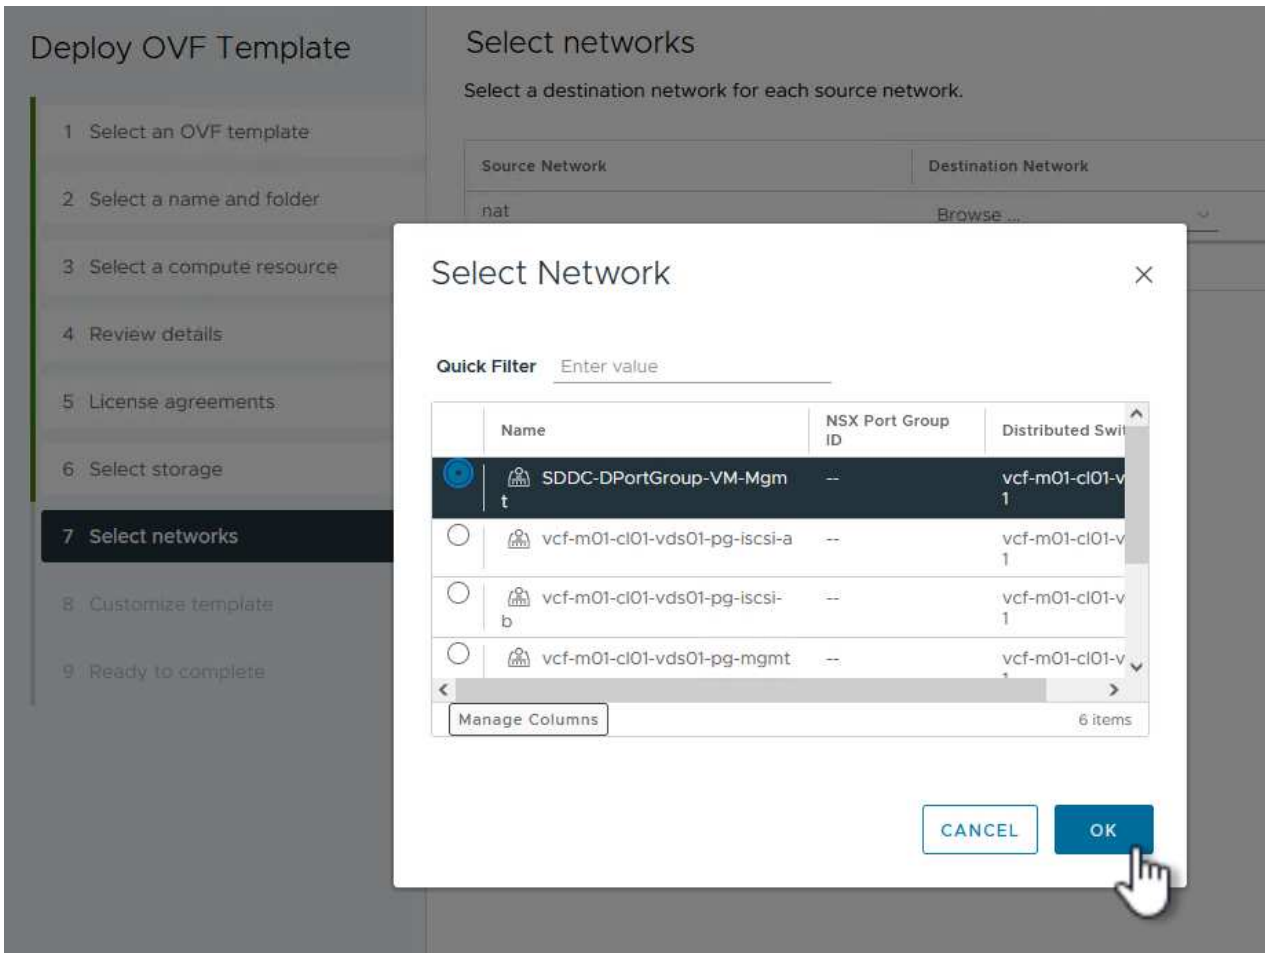 Deploy OVF Template
1 Select an OVF template
2 Select a name and folder
3 Select a compute resource
4 Review details
5 License agreements
6 Select storage
7 Select networks
8 Customize template
9 Ready to complete
Select networks
Select a destination network for each source network.
Source Network Destination Network
nat Browse ...
Select Network
Quick Filter Enter value
Name NSX Port Group ID Distributed Swit
SDDC-DPortGroup-VM-Mgm -- vcf-m01-cl01-v
t 1
vcf-m01-cl01-vds01-pg-iscsi-a -- vcf-m01-cl01-v
1
vcf-m01-cl01-vds01-pg-iscsi- -- vcf-m01-cl01-v
b 1
vcf-m01-cl01-vds01-pg-mgmt -- vcf-m01-cl01-v
1
Manage Columns 6 items
CANCEL OK